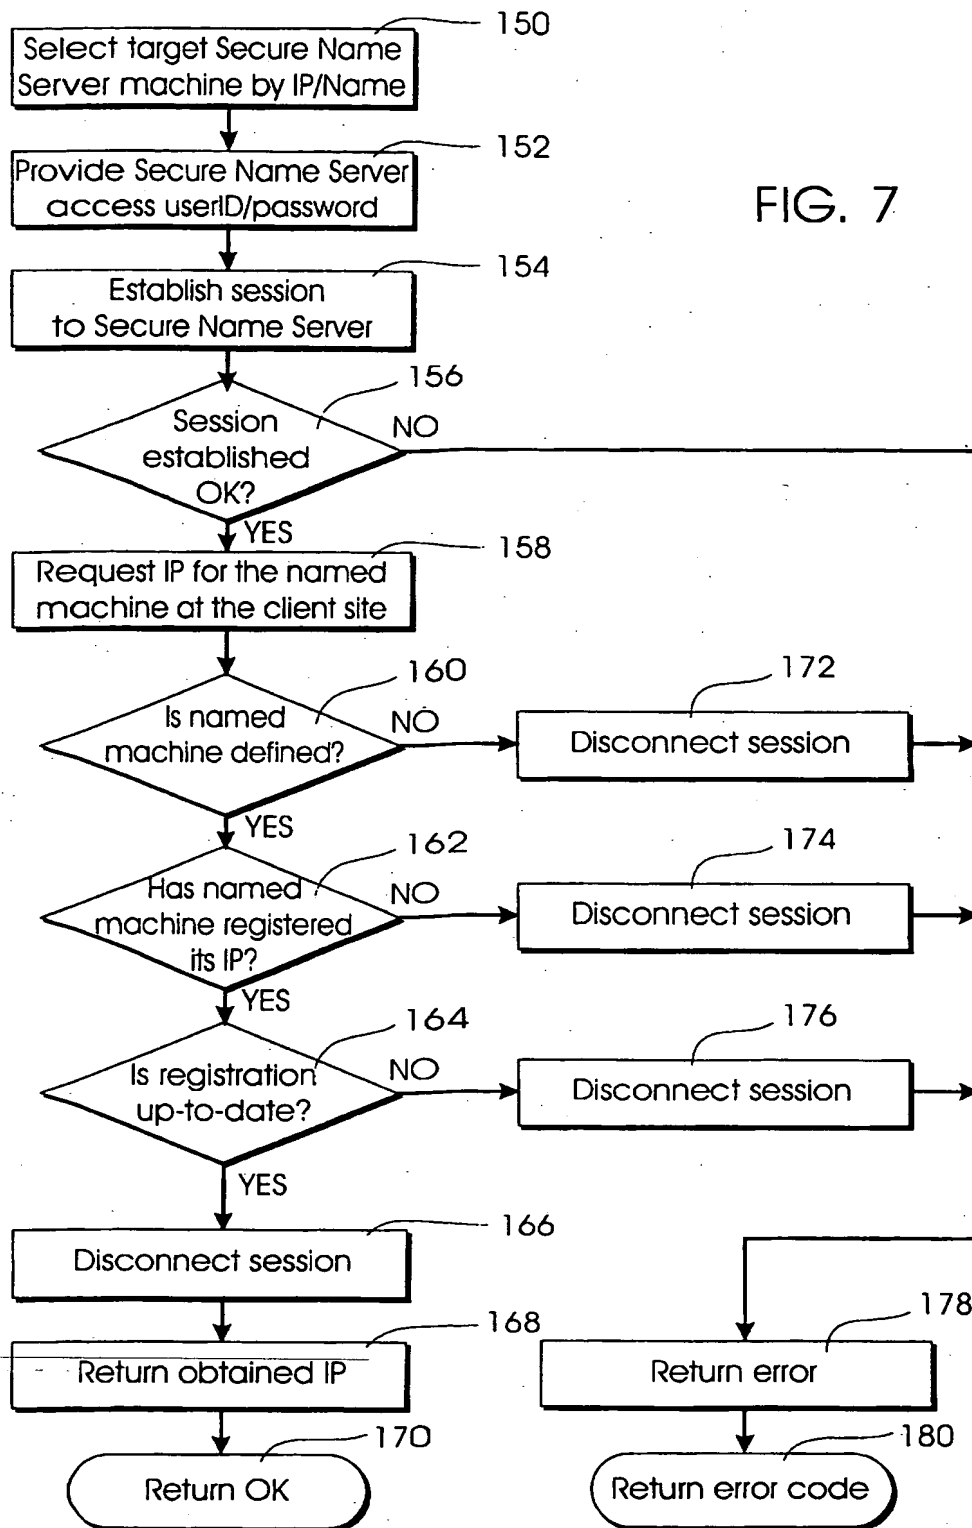 150
Select target Secure Name
Server machine by IP/Name
152
Provide Secure Name Server
access userID/password
FIG. 7
154
Establish session
to Secure Name Server
156
Session
established
OK?
NO
YES
158
Request IP for the named
machine at the client site
160
Is named
machine defined?
NO
172
Disconnect session
YES
162
Has named
machine registered
its IP?
NO
174
Disconnect session
YES
164
Is registration
up-to-date?
NO
176
Disconnect session
YES
166
Disconnect session
168
Return obtained IP
178
Return error
170
Return OK
180
Return error code